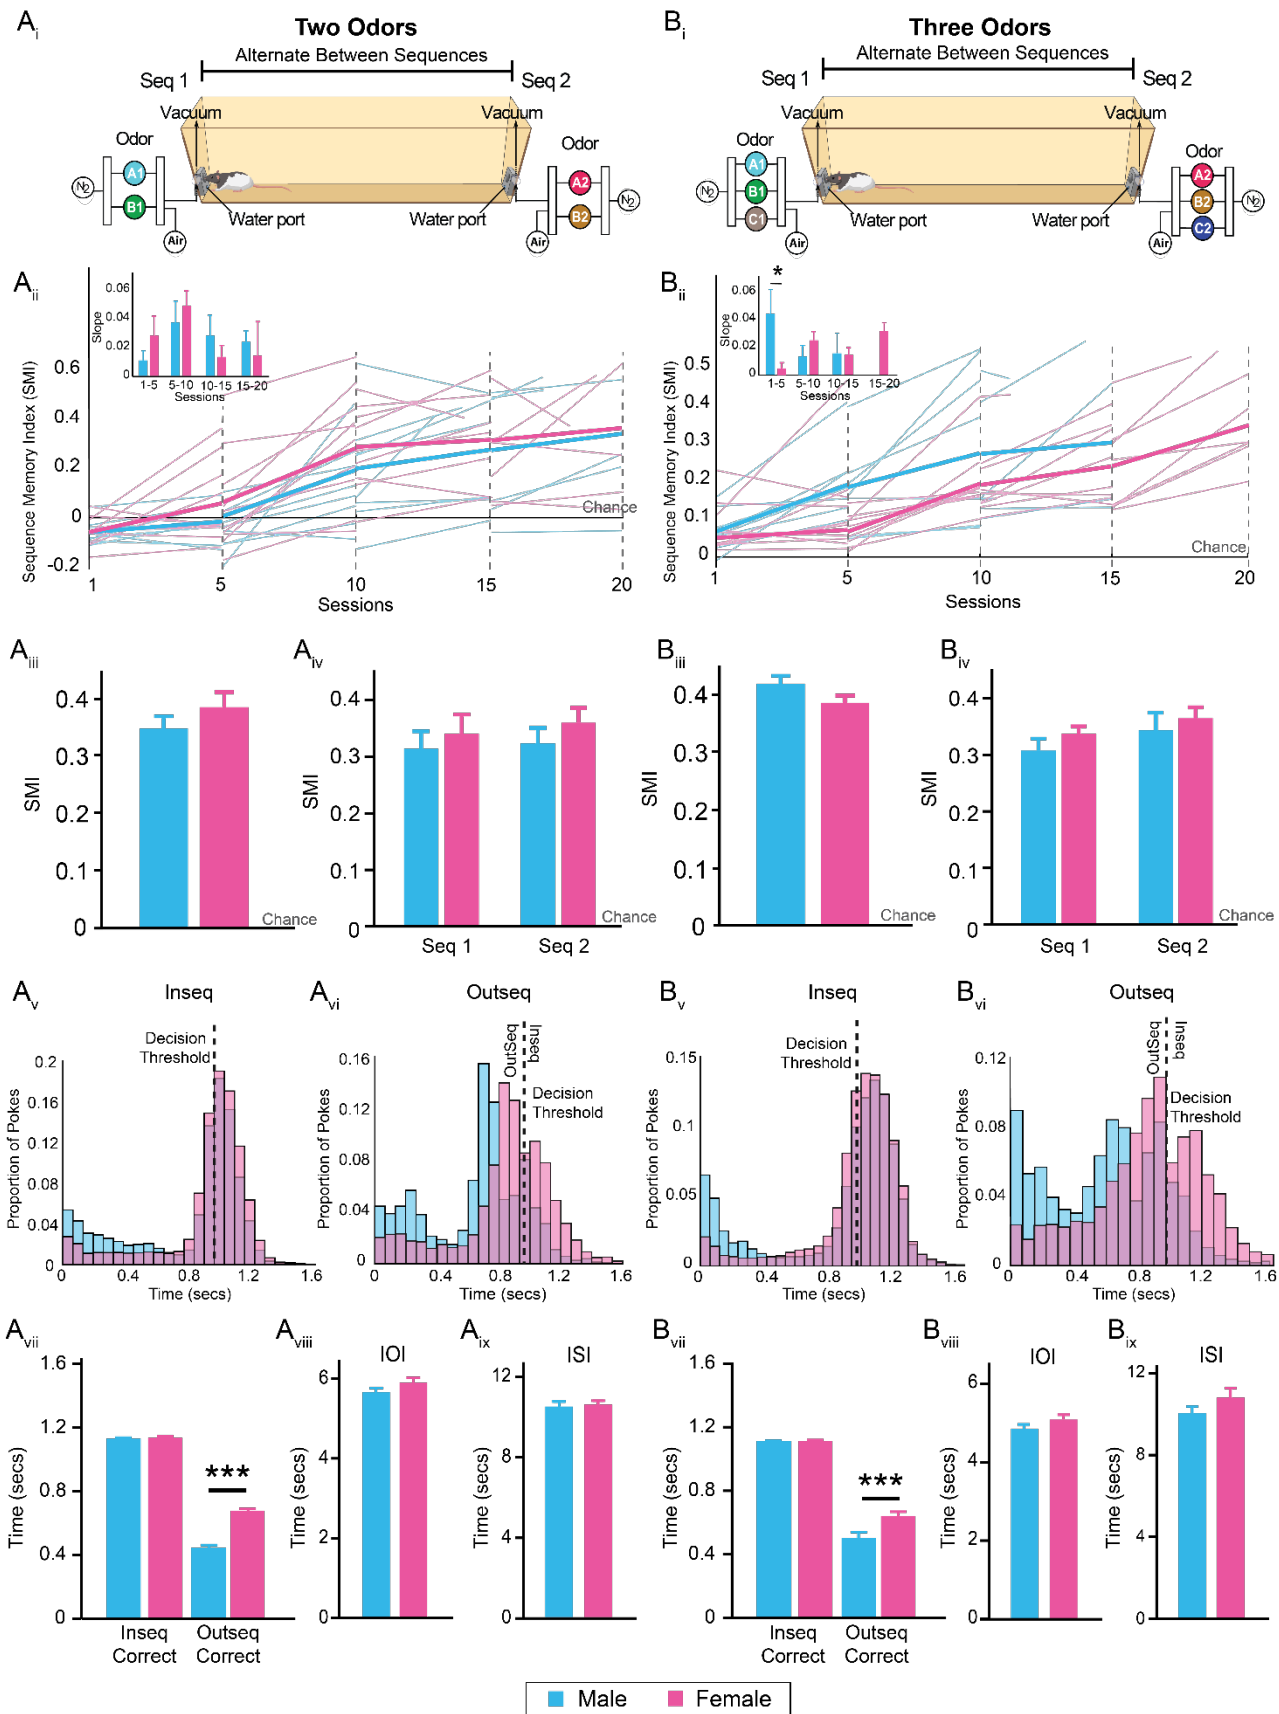 Ai
Two Odors
Alternate Between Sequences
Seq 1
Seq 2
Vacuum
Vacuum
Odor
Odor
A1
B1
A2
B2
N2
N2
Air
Air
Water port
Water port
Bi
Three Odors
Alternate Between Sequences
Seq 1
Seq 2
Vacuum
Vacuum
Odor
Odor
A1
B1
C1
A2
B2
C2
N2
N2
Air
Air
Water port
Water port
Aii
Sequence Memory Index (SMI)
0.6
0.4
0.2
0
-0.2
Slope
0.06
0.04
0.02
0
1-5 5-10 10-15 15-20
Sessions
Chance
1 5 10 15 20
Sessions
Bii
Sequence Memory Index (SMI)
0.5
0.4
0.3
0.2
0.1
0
Slope
0.06
0.04
0.02
0
*
1-5 5-10 10-15 15-20
Sessions
Chance
1 5 10 15 20
Sessions
Aiii
SMI
0.4
0.3
0.2
0.1
0
Chance
Aiv
SMI
0.4
0.3
0.2
0.1
0
Chance
Seq 1 Seq 2
Biii
SMI
0.4
0.3
0.2
0.1
0
Chance
Biv
SMI
0.4
0.3
0.2
0.1
0
Chance
Seq 1 Seq 2
Av
Inseq
Decision
Threshold
Proportion of Pokes
0.2
0.16
0.12
0.08
0.04
0
0 0.4 0.8 1.2 1.6
Time (secs)
Avi
Outseq
OutSeq
Inseq
Decision
Threshold
Proportion of Pokes
0.16
0.12
0.08
0.04
0
0 0.4 0.8 1.2 1.6
Time (secs)
Bv
Inseq
Decision
Threshold
Proportion of Pokes
0.15
0.1
0.05
0
0 0.4 0.8 1.2 1.6
Time (secs)
Bvi
Outseq
OutSeq
Inseq
Decision
Threshold
Proportion of Pokes
0.12
0.08
0.04
0
0 0.4 0.8 1.2 1.6
Time (secs)
Avii
Time (secs)
1.6
1.2
0.8
0.4
0
***
Inseq
Correct
Outseq
Correct
Aviii
IOI
Time (secs)
6
4
2
0
Aix
ISI
Time (secs)
12
8
4
0
Bvii
Time (secs)
1.6
1.2
0.8
0.4
0
***
Inseq
Correct
Outseq
Correct
Bviii
IOI
Time (secs)
6
4
2
0
Bix
ISI
Time (secs)
12
8
4
0
Male Female